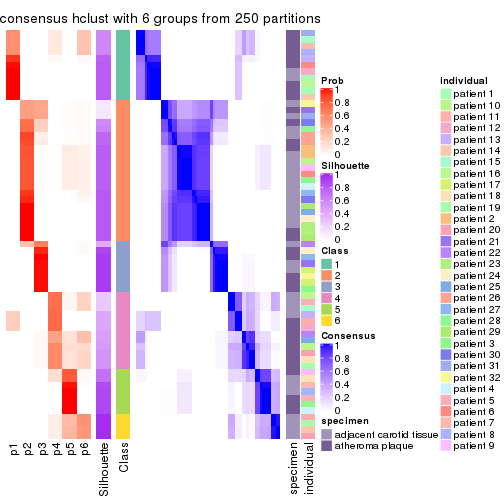 consensus hclust with 6 groups from 250 partitions
Prob
1
0.8
0.6
0.4
0.2
0
Silhouette
1
0.8
0.6
0.4
0.2
0
Class
1
2
3
4
5
6
Consensus
1
0.8
0.6
0.4
0.2
0
specimen
adjacent carotid tissue
atheroma plaque
individual
patient 1
patient 10
patient 11
patient 12
patient 13
patient 14
patient 15
patient 16
patient 17
patient 18
patient 19
patient 2
patient 20
patient 21
patient 22
patient 23
patient 24
patient 25
patient 26
patient 27
patient 28
patient 29
patient 3
patient 30
patient 31
patient 32
patient 4
patient 5
patient 6
patient 7
patient 8
patient 9
p1
p2
p3
p4
p5
p6
Silhouette
Class
specimen
individual